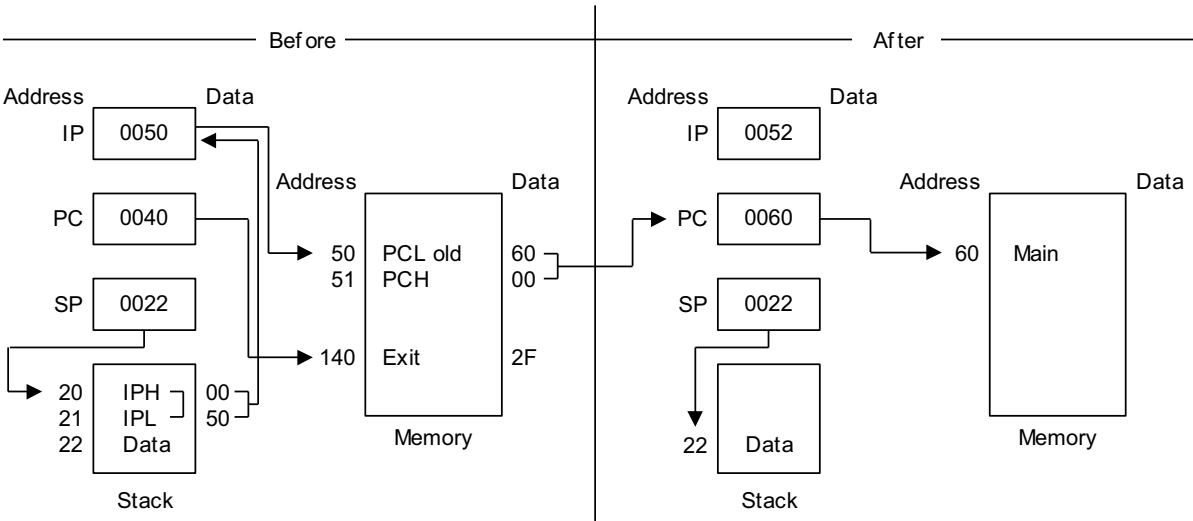 Before
Address Data
IP 0050
Address Data
PC 0040
50 PCL old 60
51 PCH 00
SP 0022
140 Exit 2F
20 IPH 00
21 IPL 50
22 Data
Memory
Stack
After
Address Data
IP 0052
Address Data
PC 0060
60 Main
SP 0022
22 Data
Memory
Stack